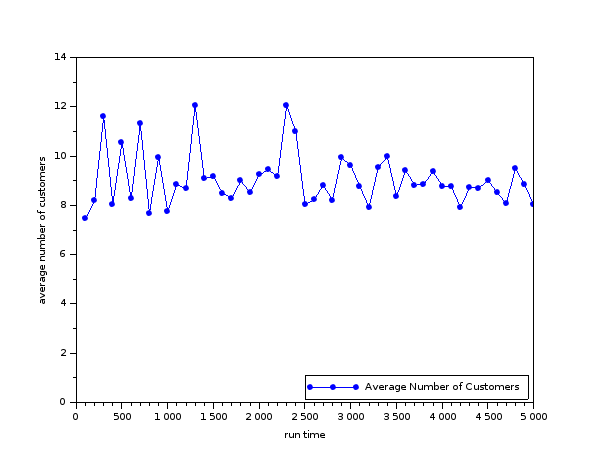 14
12
10
8
6
4
2
0
average number of customers
0 500 1 000 1 500 2 000 2 500 3 000 3 500 4 000 4 500 5 000
run time
Average Number of Customers